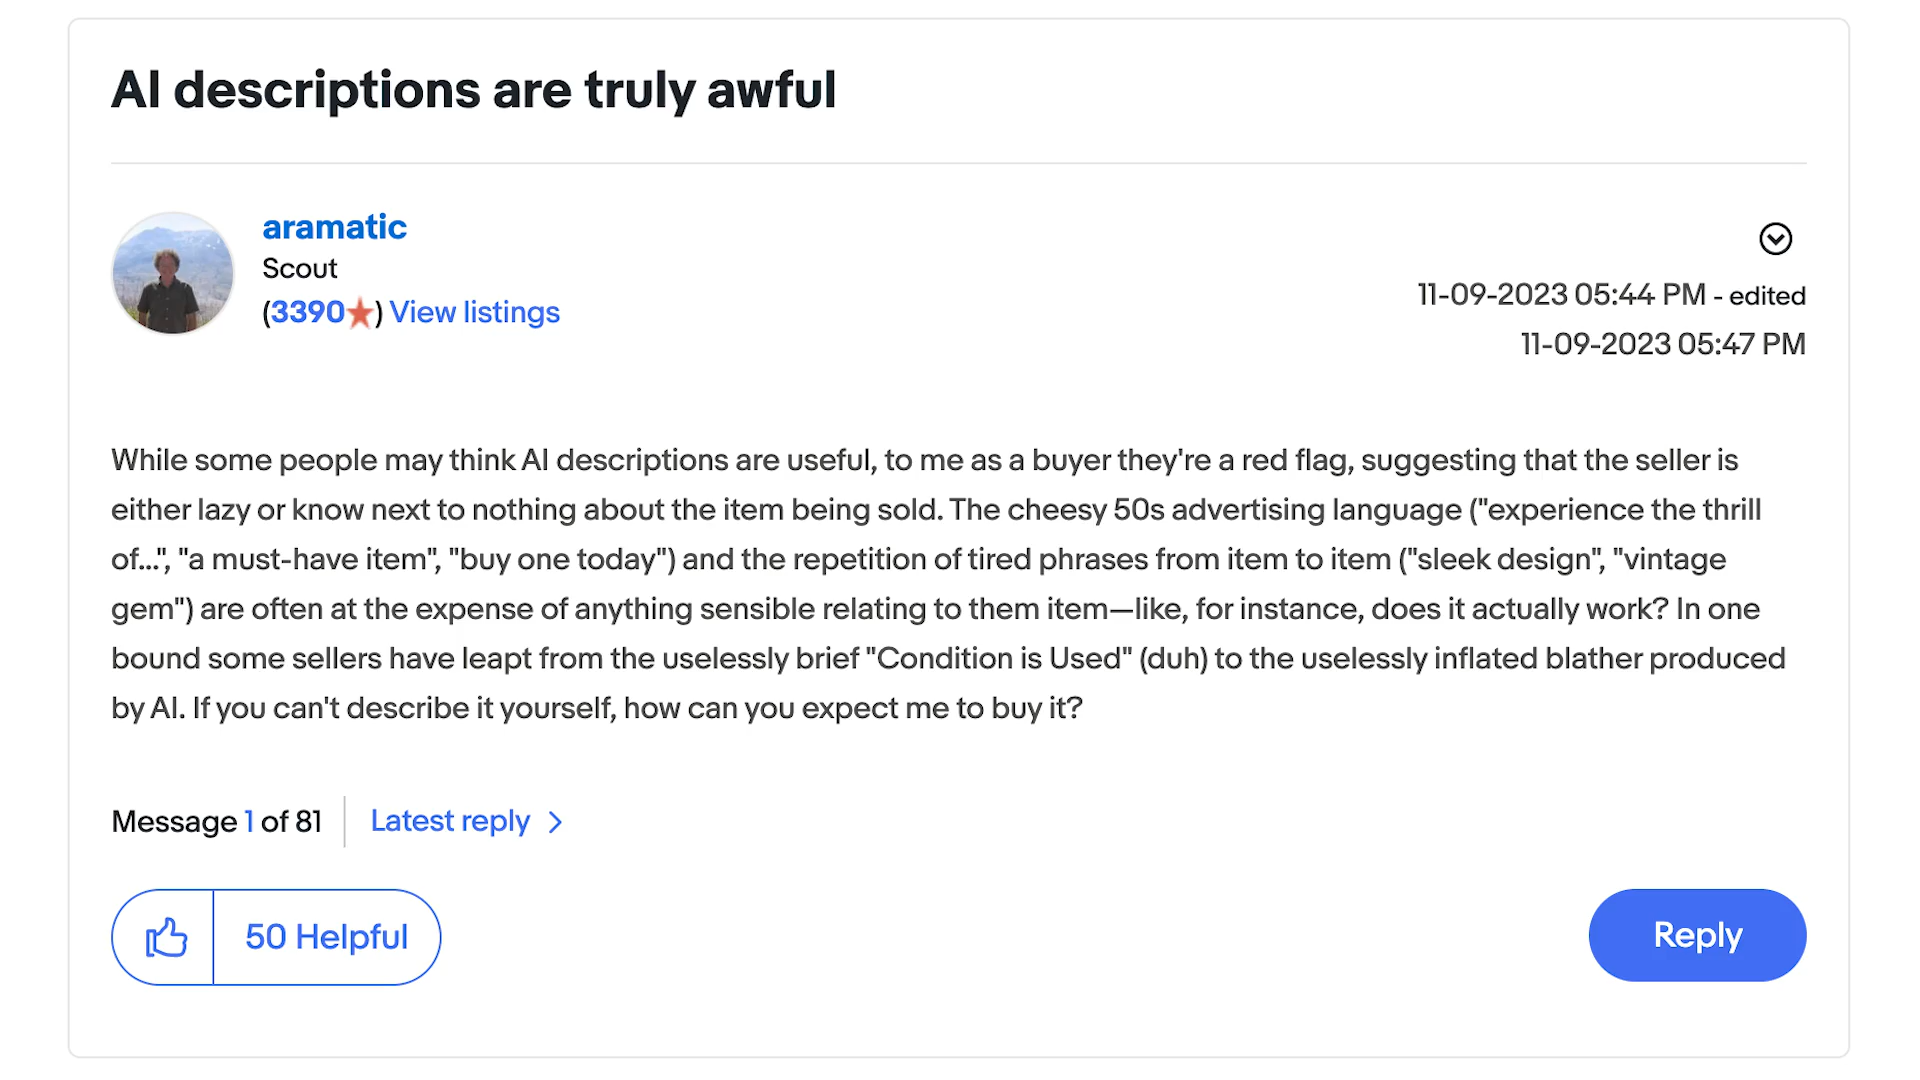 AI descriptions are truly awful
aramatic
Scout
(3390★) View listings
11-09-2023 05:44 PM - edited
11-09-2023 05:47 PM
While some people may think AI descriptions are useful, to me as a buyer they're a red flag, suggesting that the seller is
either lazy or know next to nothing about the item being sold. The cheesy 50s advertising language ("experience the thrill
of...", "a must-have item", "buy one today") and the repetition of tired phrases from item to item ("sleek design", "vintage
gem") are often at the expense of anything sensible relating to them item—like, for instance, does it actually work? In one
bound some sellers have leapt from the uselessly brief "Condition is Used" (duh) to the uselessly inflated blather produced
by AI. If you can't describe it yourself, how can you expect me to buy it?
Message 1 of 81
Latest reply
50 Helpful
Reply